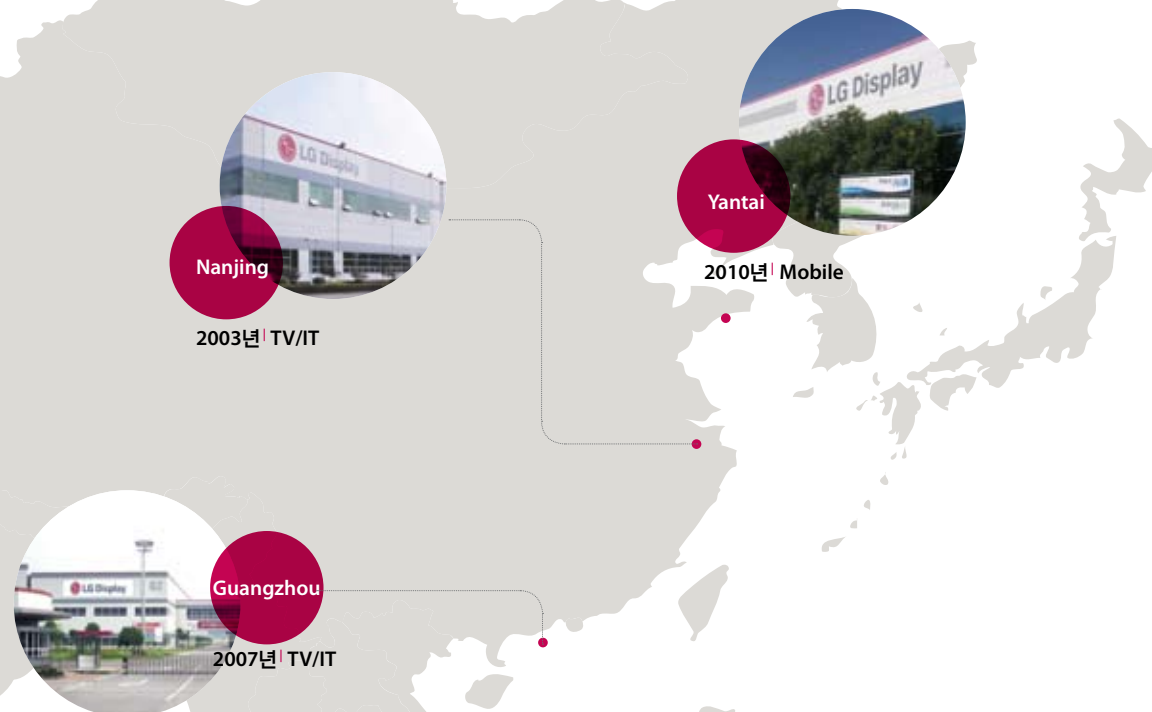 LG Display
Yantai
2010년 | Mobile
LG Display
Nanjing
2003년 | TV/IT
LG Display
Guangzhou
2007년 | TV/IT